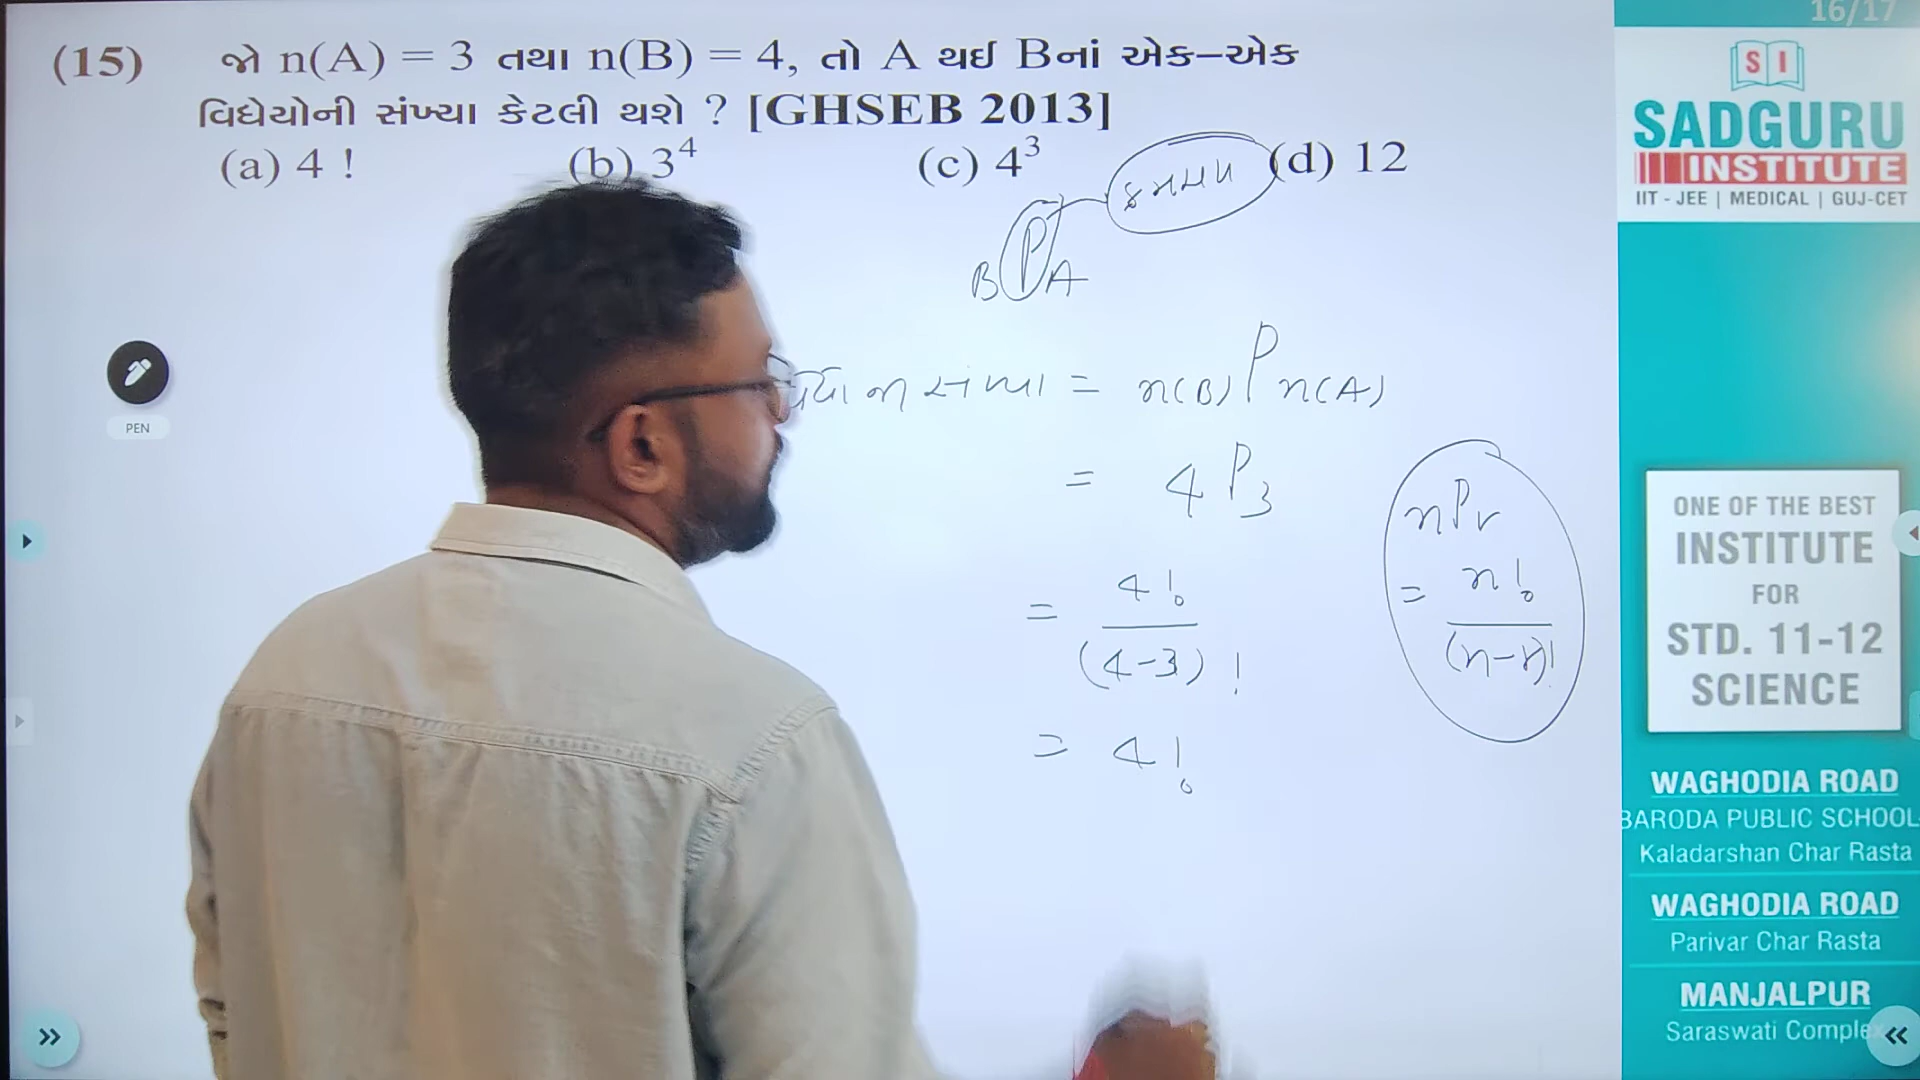 16/17
(15) જો n(A) = 3 તથા n(B) = 4, તો A થઈ Bનાં એક–એક
વિધેયોની સંખ્યા કેટલી થશે ? [GHSEB 2013]
(a) 4 ! (b) 3⁴ (c) 4³ (d) 12
ક્રમચય
B P A
સંખ્યા = n(B) P n(A)
= 4 P 3
= 4! / (4-3)!
= 4!
nPr
= n! / (n-r)!
PEN
SI
SADGURU
INSTITUTE
IIT - JEE | MEDICAL | GUJ-CET
ONE OF THE BEST
INSTITUTE
FOR
STD. 11-12
SCIENCE
WAGHODIA ROAD
BARODA PUBLIC SCHOOL
Kaladarshan Char Rasta
WAGHODIA ROAD
Parivar Char Rasta
MANJALPUR
Saraswati Comple